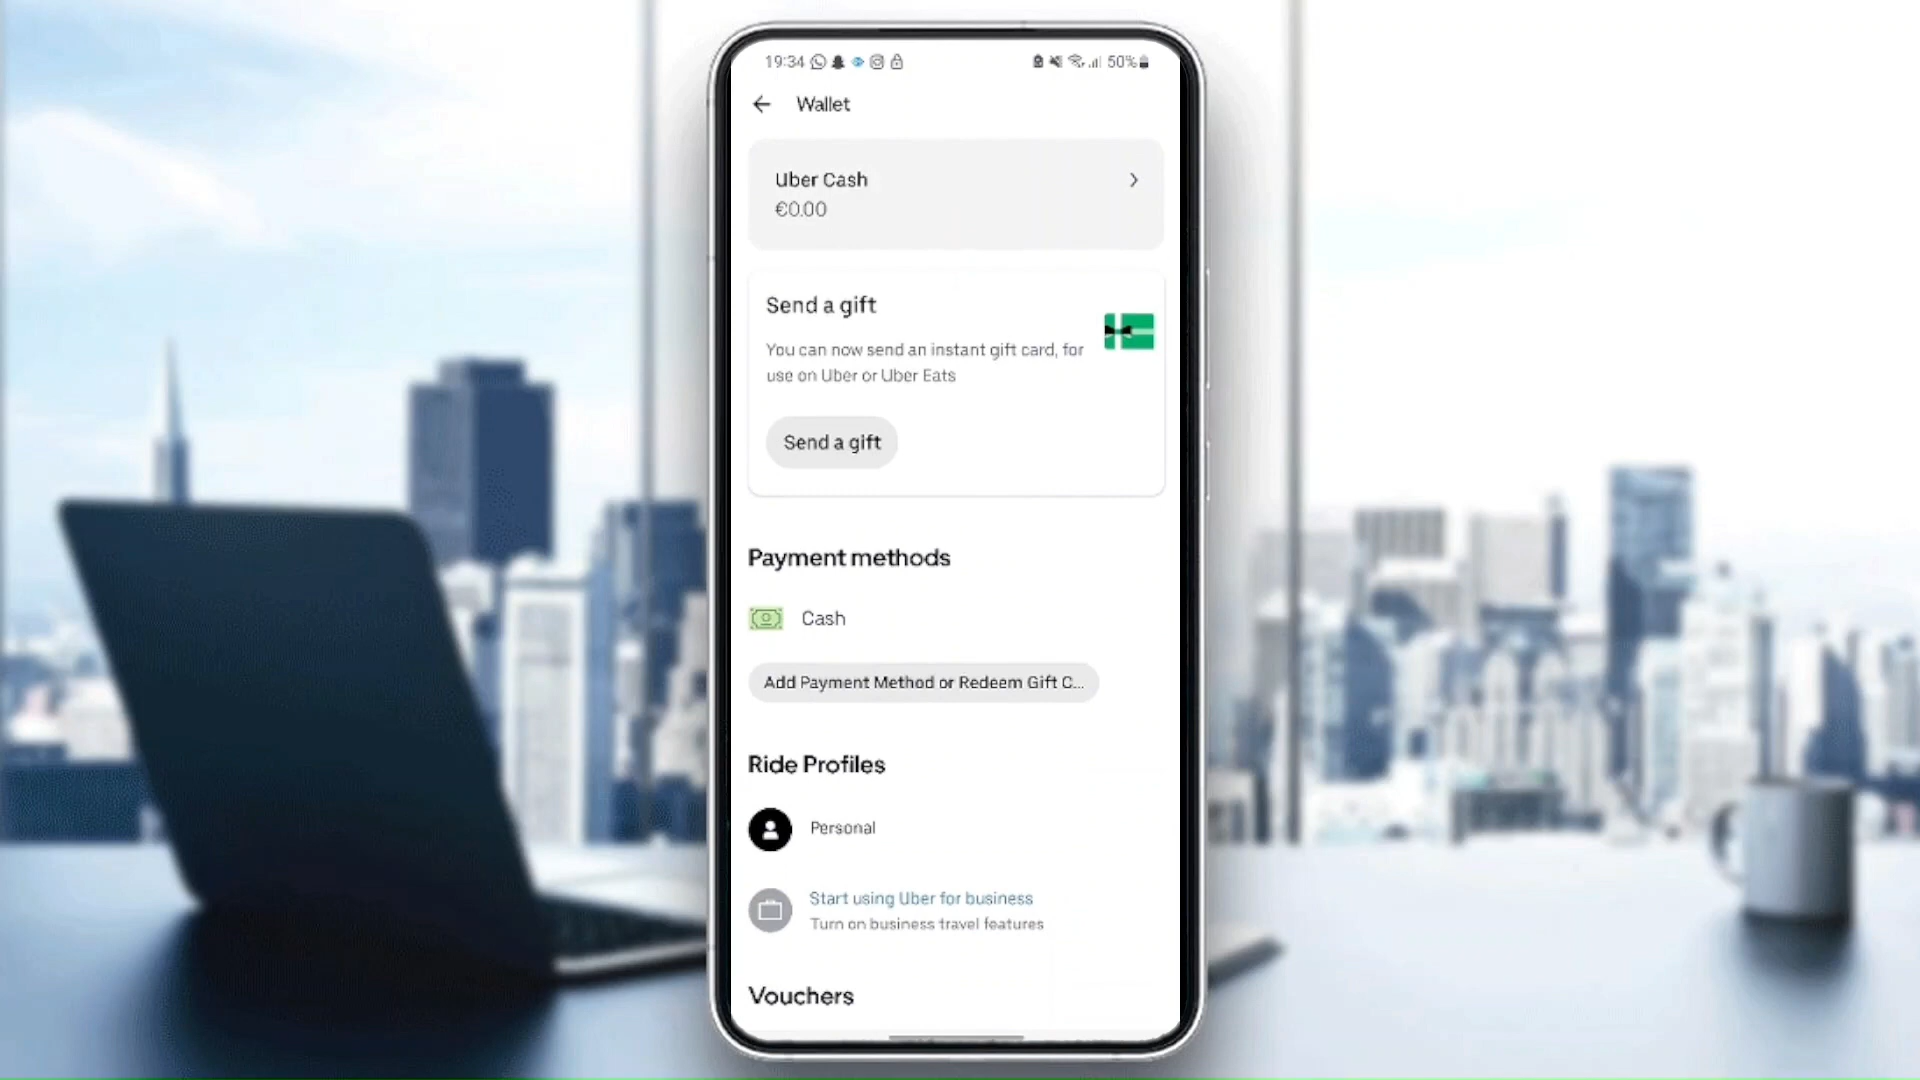 19:34 50%
Wallet
Uber Cash
€0.00
Send a gift
You can now send an instant gift card, for
use on Uber or Uber Eats
Send a gift
Payment methods
Cash
Add Payment Method or Redeem Gift C...
Ride Profiles
Personal
Start using Uber for business
Turn on business travel features
Vouchers